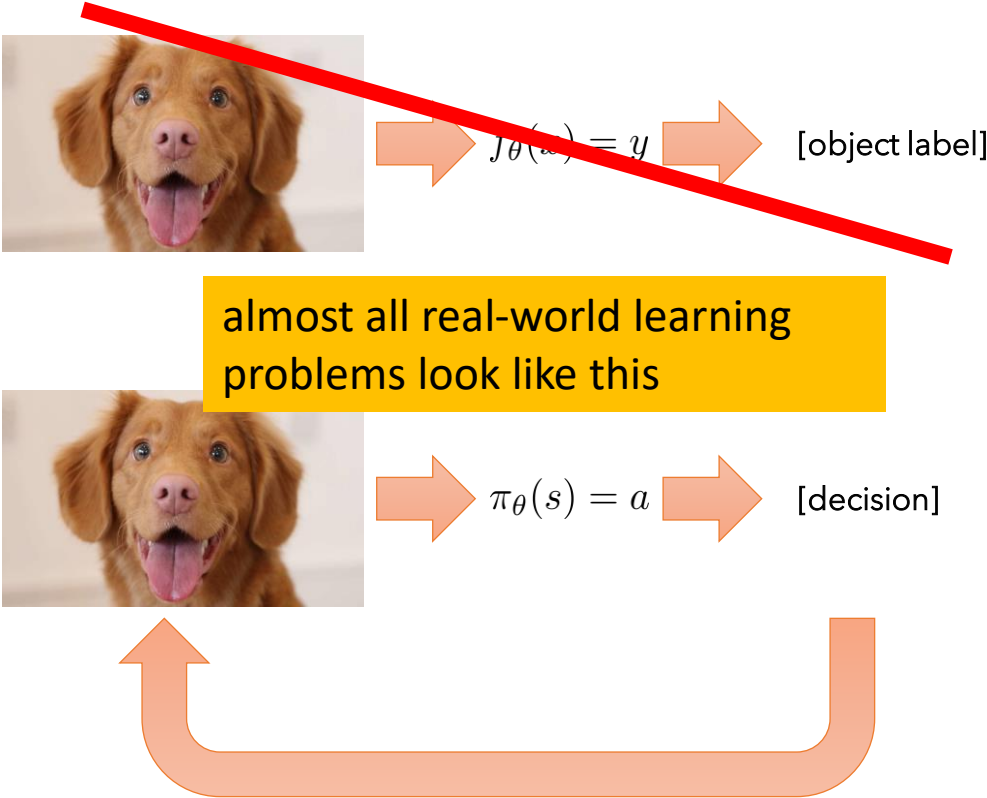 fθ(x) = y
[object label]
almost all real-world learning
problems look like this
πθ(s) = a
[decision]